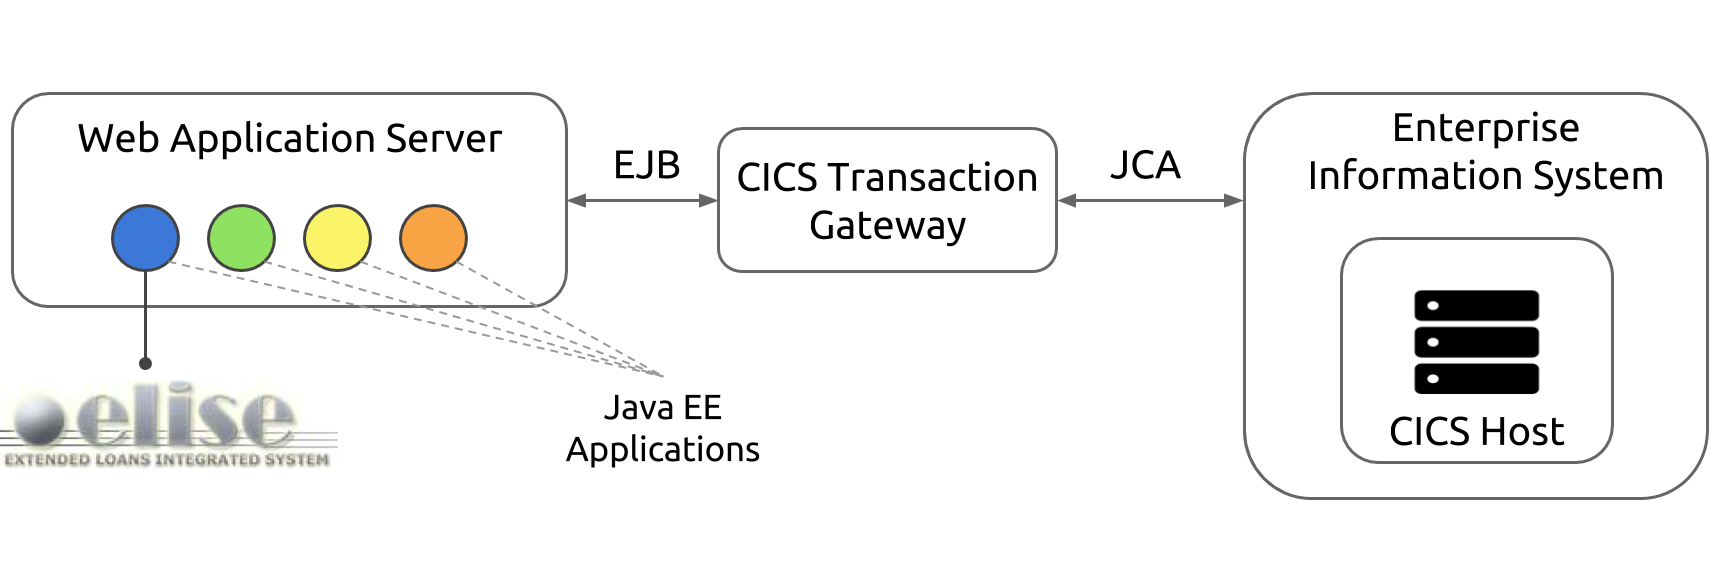 Web Application Server
EJB
CICS Transaction
Gateway
JCA
Enterprise
Information System
CICS Host
Java EE
Applications
elise
EXTENDED LOANS INTEGRATED SYSTEM